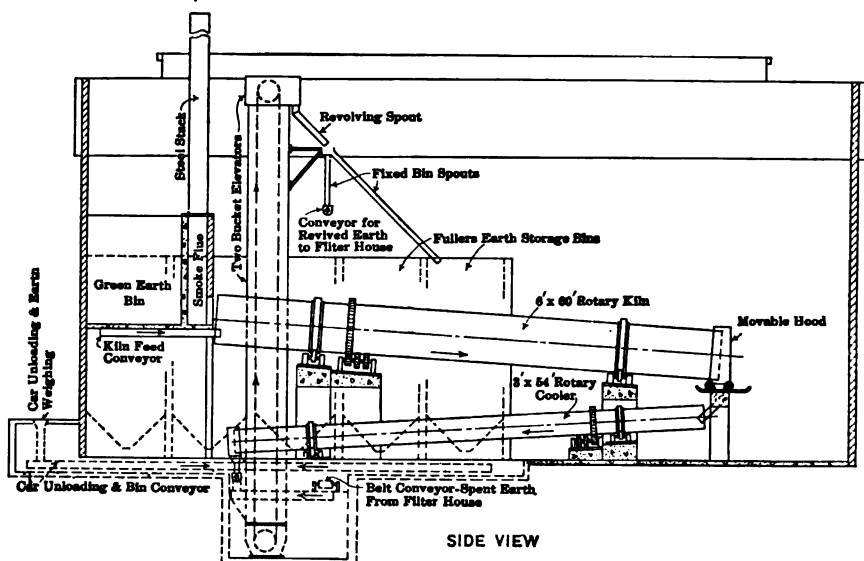 Steel Stack
Two Bucket Elevators
Revolving Spout
Fixed Bin Spouts
Conveyor for
Revived Earth
to Filter House
Fullers Earth Storage Bins
Green Earth
Bin
Smoke Flue
6'x 60' Rotary Kiln
Movable Hood
Kiln Feed
Conveyor
Car Unloading & Earth
Weighing
3'x 54' Rotary
Cooler
Car Unloading & Bin Conveyor
Belt Conveyor-Spent Earth
From Filter House
SIDE VIEW